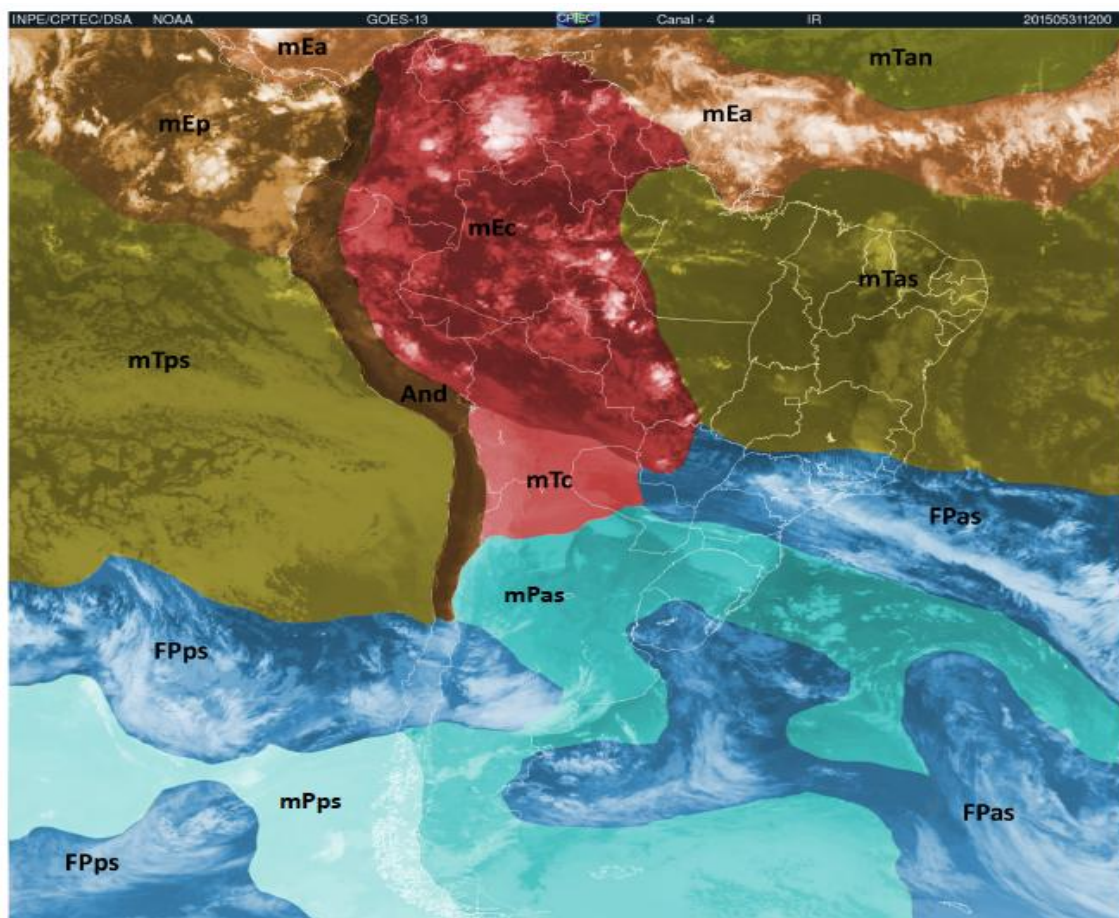 INPE/CPTEC/DSA NOAA GOES-13 CPTEC Canal - 4 IR 201505311200
mEa
mTan
mEp
mEa
mEc
mTas
mTps
And
mTc
FPas
mPas
FPps
mPps
FPas
FPps